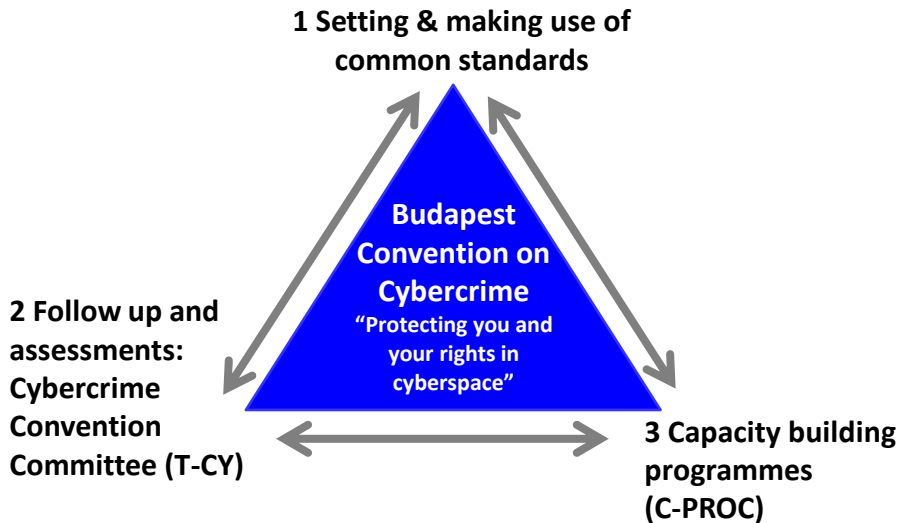 1 Setting & making use of
common standards
Budapest
Convention on
Cybercrime
“Protecting you and
your rights in
cyberspace”
2 Follow up and
assessments:
Cybercrime
Convention
Committee (T-CY)
3 Capacity building
programmes
(C-PROC)